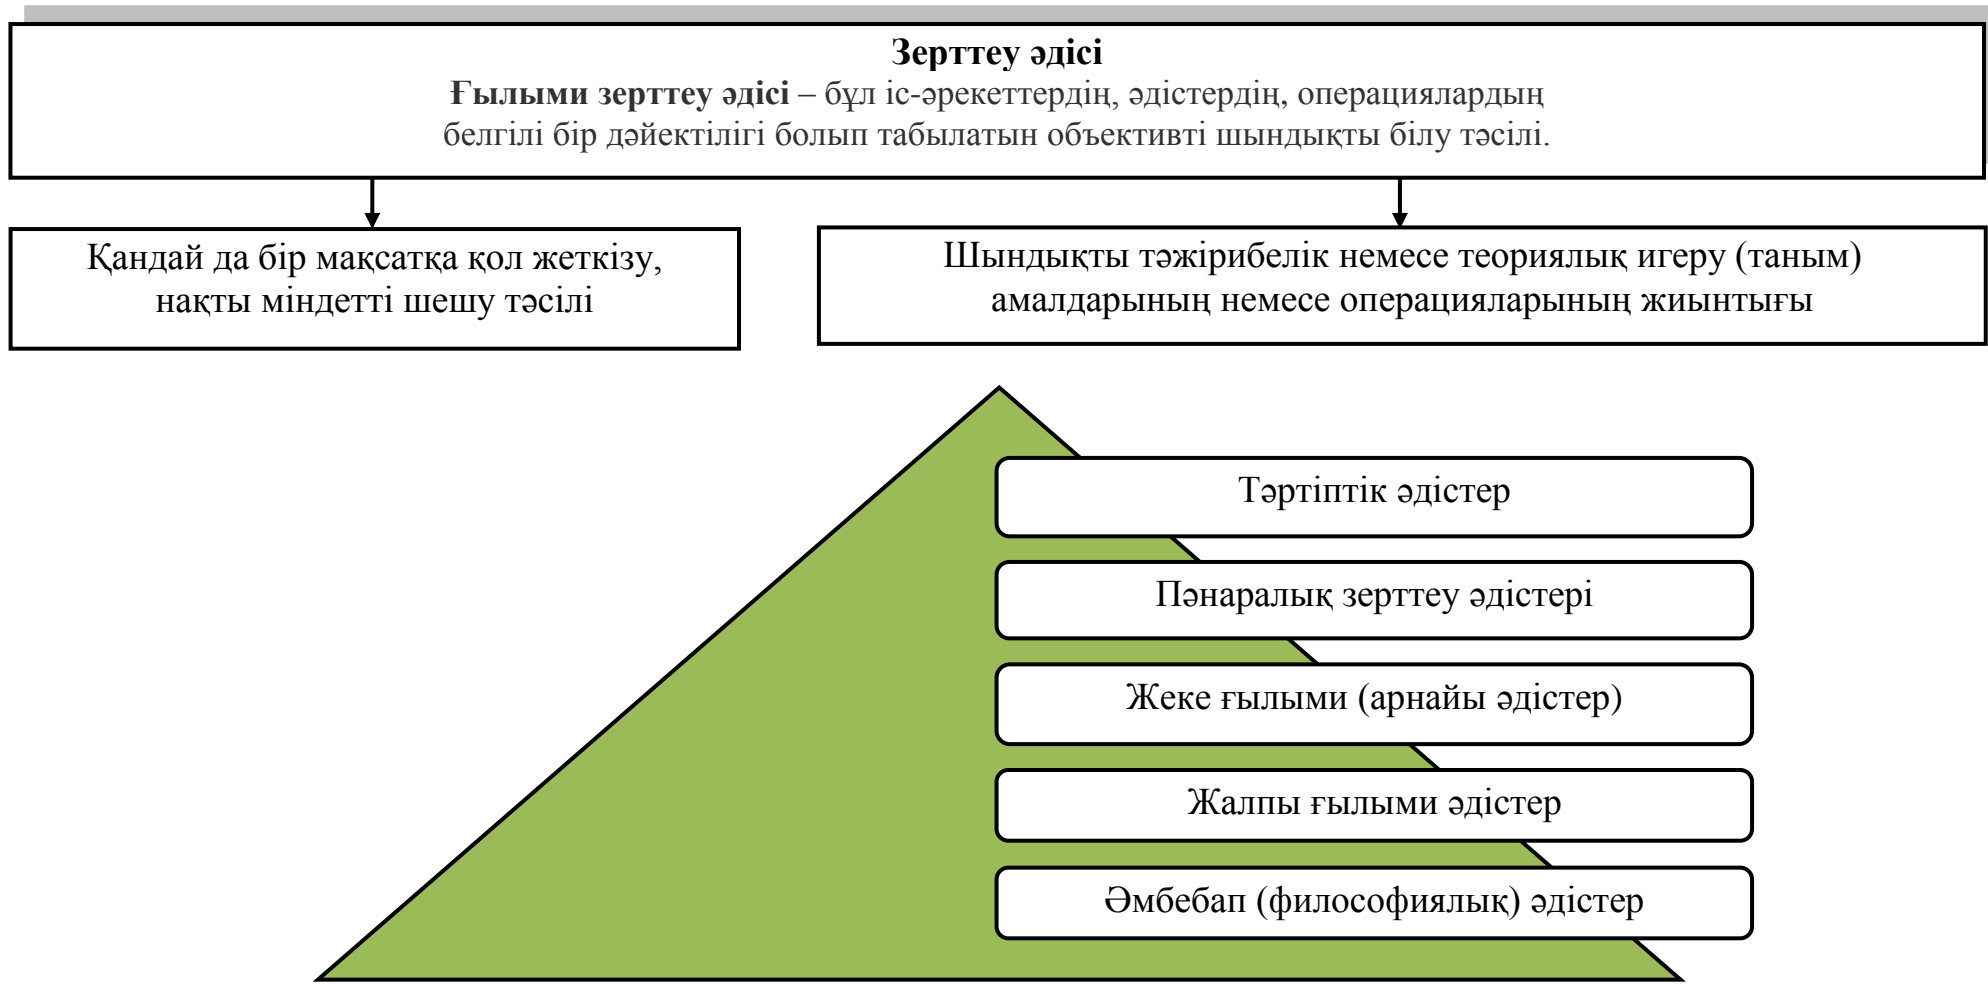 Зерттеу әдісі
Ғылыми зерттеу әдісі – бұл іс-әрекеттердің, әдістердің, операциялардың
белгілі бір дәйектілігі болып табылатын объективті шындықты білу тәсілі.
Қандай да бір мақсатқа қол жеткізу,
нақты міндетті шешу тәсілі
Шындықты тәжірибелік немесе теориялық игеру (таным)
амалдарының немесе операцияларының жиынтығы
Тәртіптік әдістер
Пәнаралық зерттеу әдістері
Жеке ғылыми (арнайы әдістер)
Жалпы ғылыми әдістер
Әмбебап (философиялық) әдістер